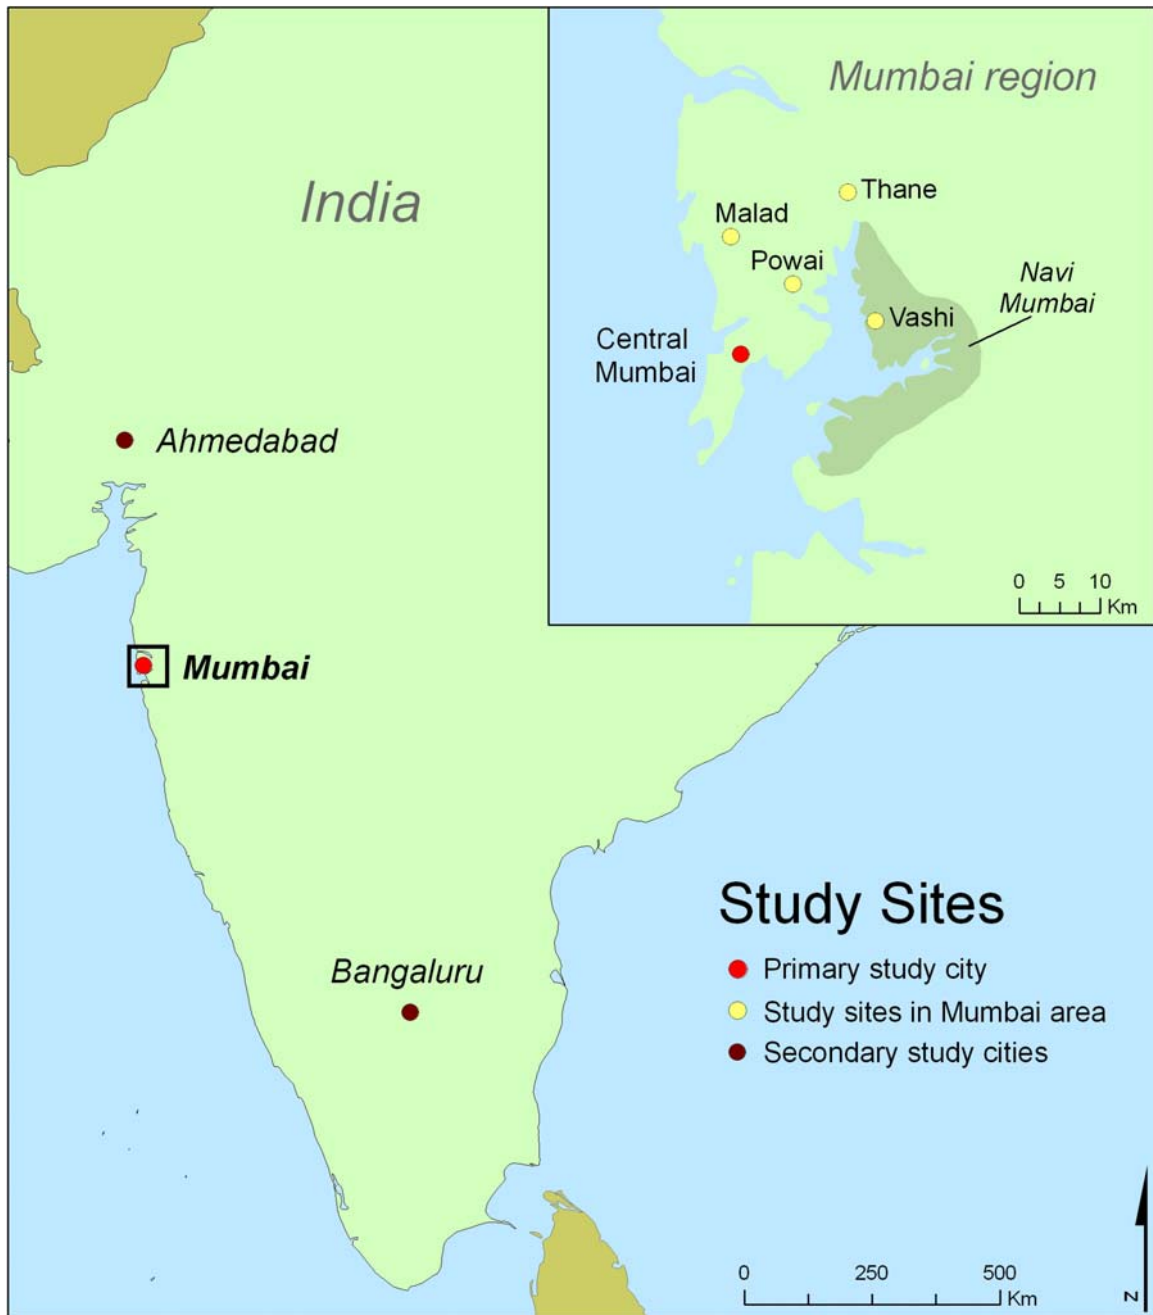 Mumbai region
India
Thane
Malad
Powai
Navi
Mumbai
Vashi
Central
Mumbai
Ahmedabad
0 5 10
Km
Mumbai
Study Sites
Bangaluru
Primary study city
Study sites in Mumbai area
Secondary study cities
0 250 500
Km
N